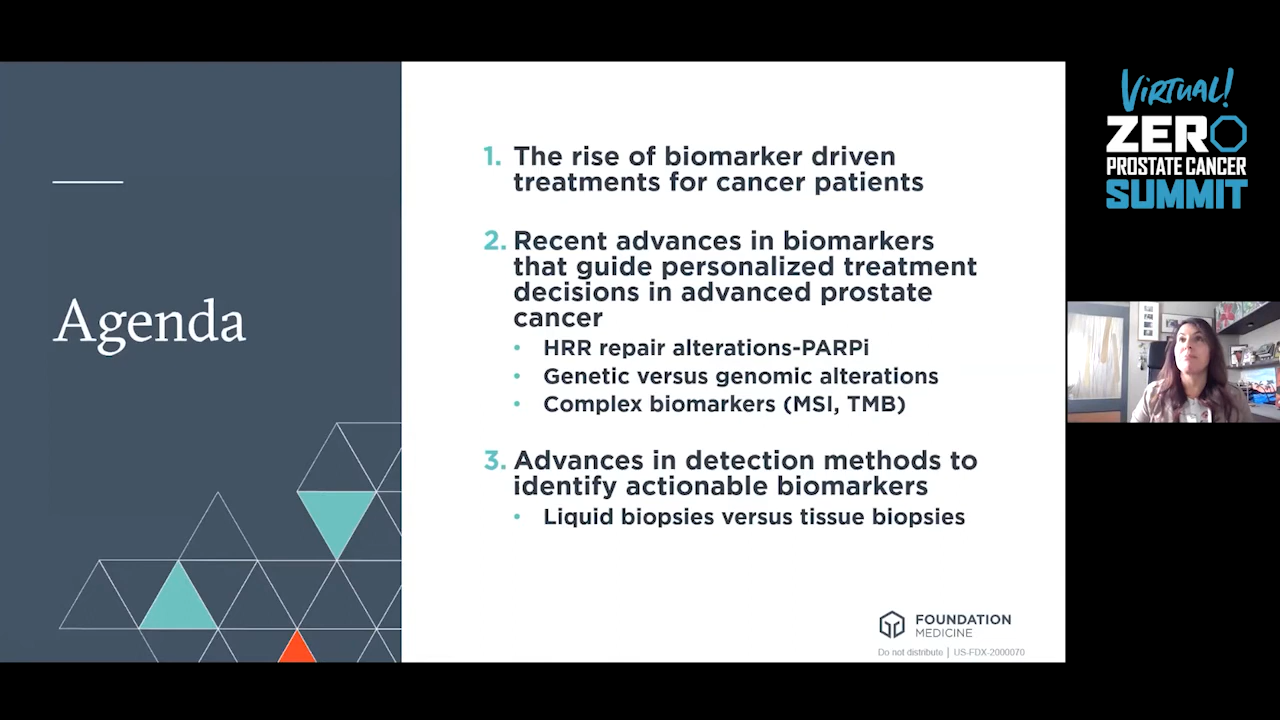 Agenda
1. The rise of biomarker driven
treatments for cancer patients
2. Recent advances in biomarkers
that guide personalized treatment
decisions in advanced prostate
cancer
• HRR repair alterations-PARPi
• Genetic versus genomic alterations
• Complex biomarkers (MSI, TMB)
3. Advances in detection methods to
identify actionable biomarkers
• Liquid biopsies versus tissue biopsies
FOUNDATION
MEDICINE
Do not distribute | US-FDX-2000070
VIRTUAL!
ZERO
PROSTATE CANCER
SUMMIT